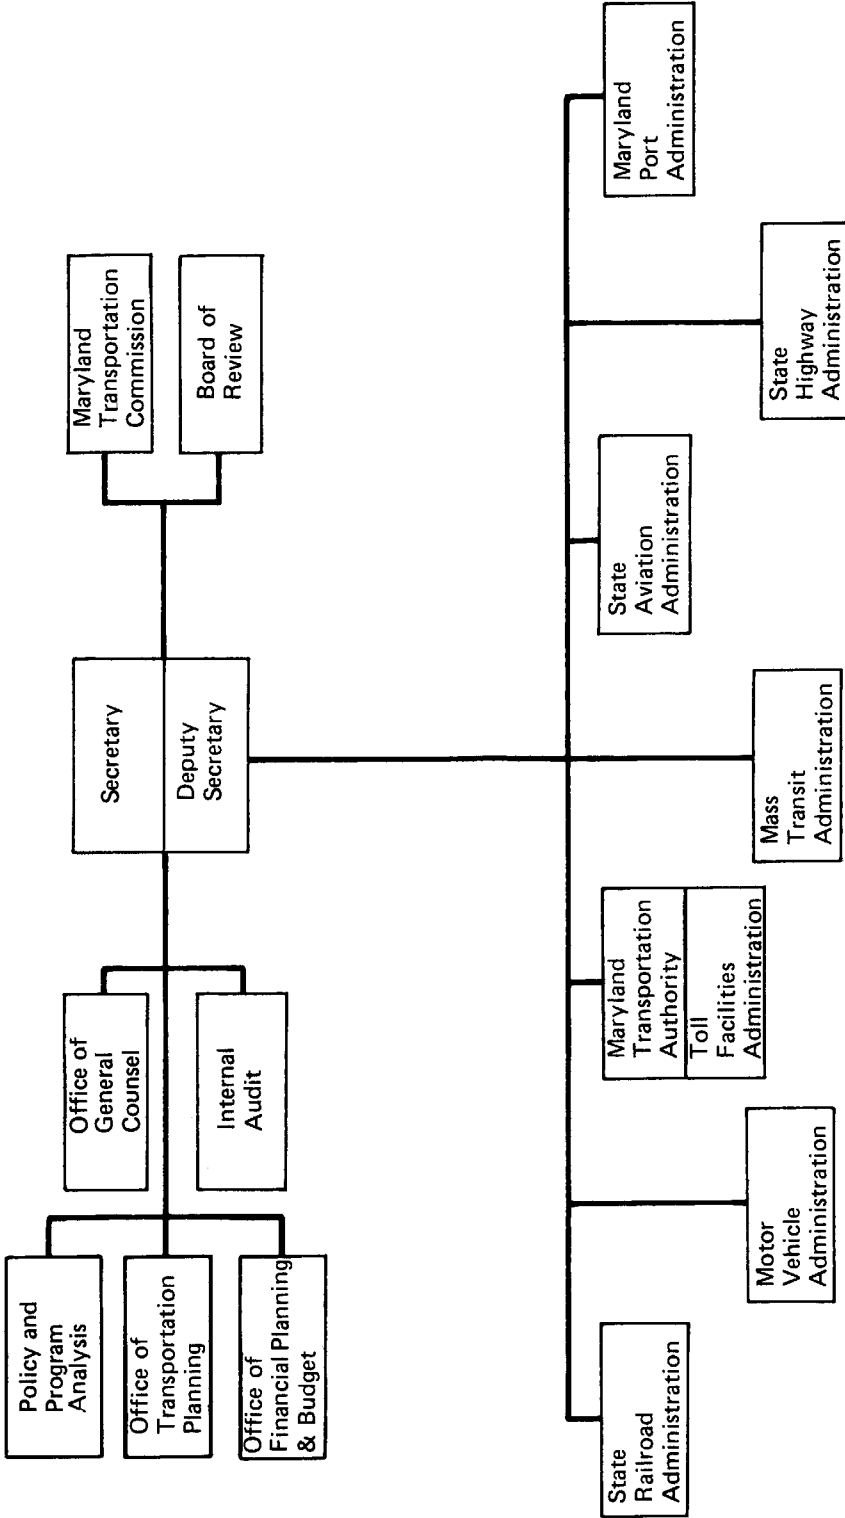 Policy and
Program
Analysis
Office of
Transportation
Planning
Office of
Financial Planning
& Budget
Office of
General
Counsel
Internal
Audit
Secretary
Deputy
Secretary
Maryland
Transportation
Commission
Board of
Review
State
Railroad
Administration
Motor
Vehicle
Administration
Maryland
Transportation
Authority
Toll
Facilities
Administration
Mass
Transit
Administration
State
Aviation
Administration
State
Highway
Administration
Maryland
Port
Administration